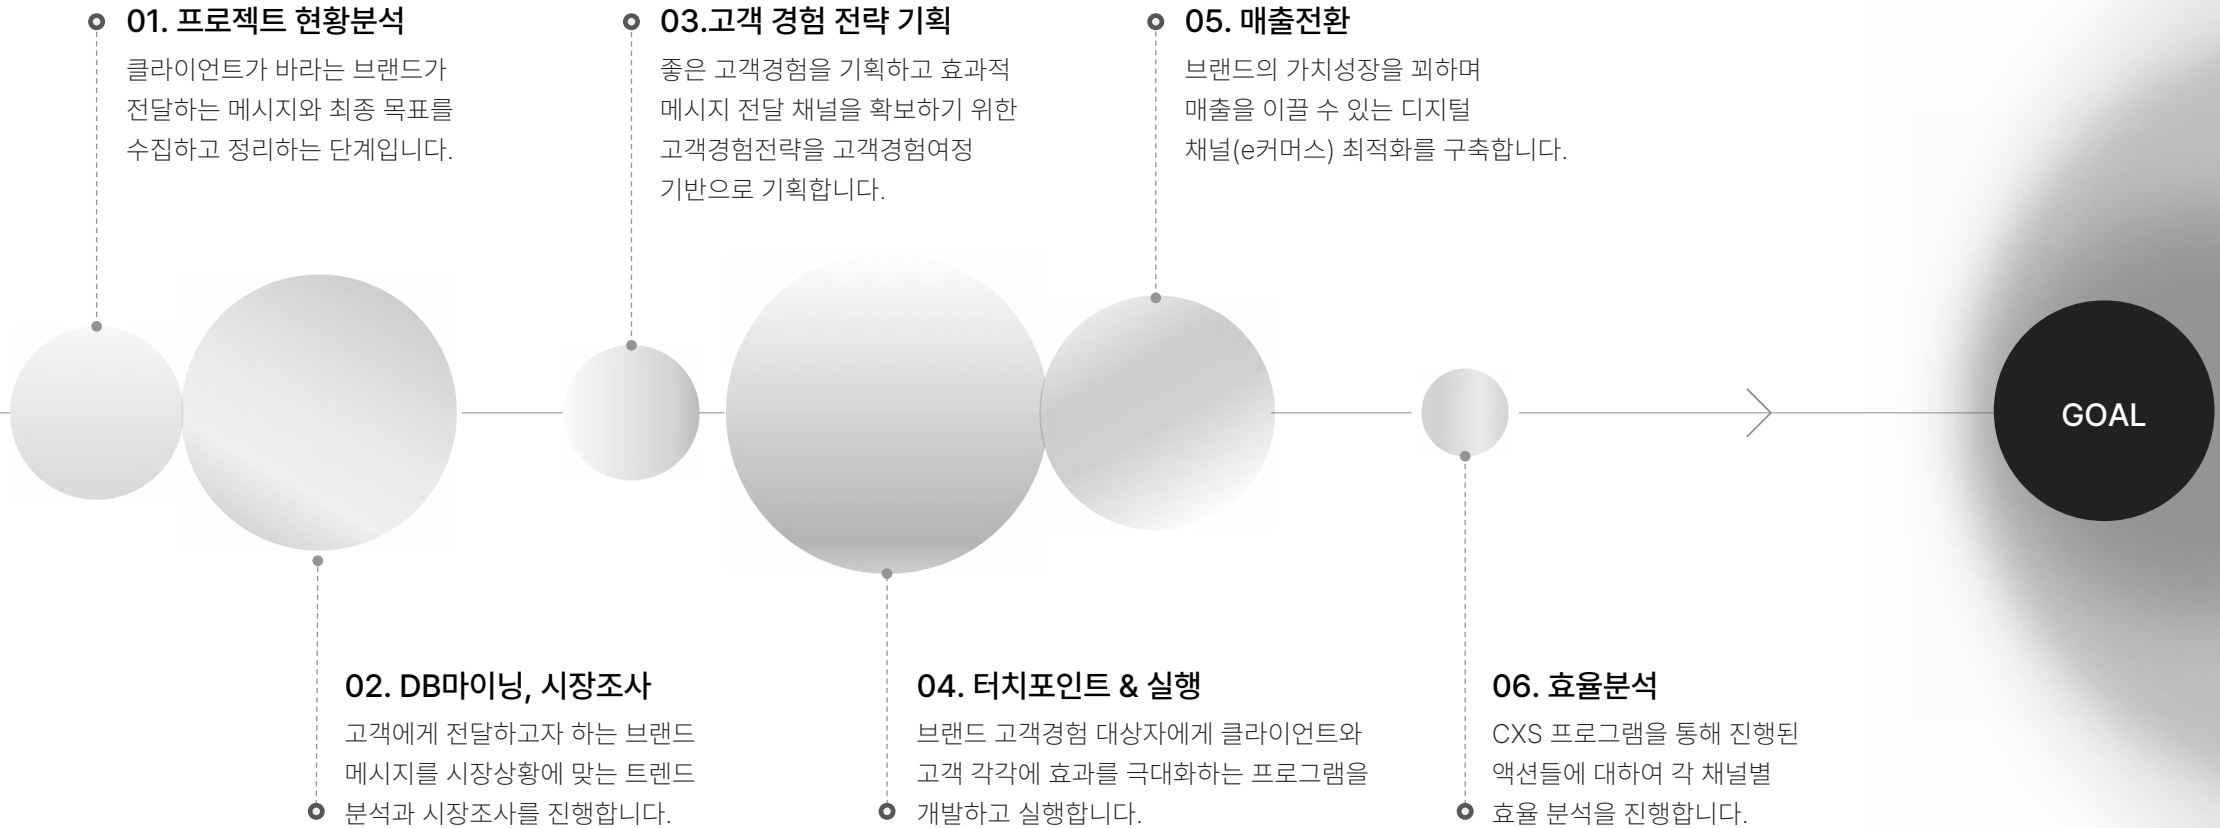 01. 프로젝트 현황분석
클라이언트가 바라는 브랜드가
전달하는 메시지와 최종 목표를
수집하고 정리하는 단계입니다.
03.고객 경험 전략 기획
좋은 고객경험을 기획하고 효과적
메시지 전달 채널을 확보하기 위한
고객경험전략을 고객경험여정
기반으로 기획합니다.
05. 매출전환
브랜드의 가치성장을 꾀하며
매출을 이끌 수 있는 디지털
채널(e커머스) 최적화를 구축합니다.
GOAL
02. DB마이닝, 시장조사
고객에게 전달하고자 하는 브랜드
메시지를 시장상황에 맞는 트렌드
분석과 시장조사를 진행합니다.
04. 터치포인트 & 실행
브랜드 고객경험 대상자에게 클라이언트와
고객 각각에 효과를 극대화하는 프로그램을
개발하고 실행합니다.
06. 효율분석
CXS 프로그램을 통해 진행된
액션들에 대하여 각 채널별
효율 분석을 진행합니다.